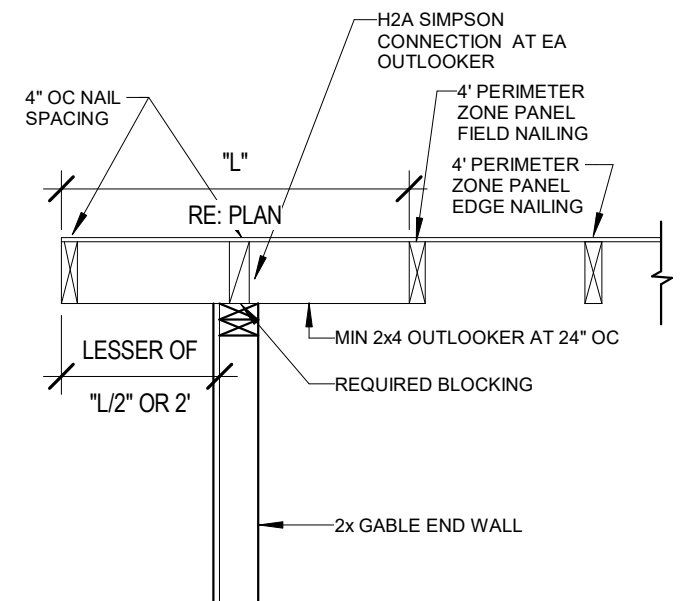 H2A SIMPSON
CONNECTION AT EA
OUTLOOKER
4" OC NAIL
SPACING
4' PERIMETER
ZONE PANEL
FIELD NAILING
"L"
4' PERIMETER
ZONE PANEL
EDGE NAILING
RE: PLAN
MIN 2x4 OUTLOOKER AT 24" OC
LESSER OF
"L/2" OR 2'
REQUIRED BLOCKING
2x GABLE END WALL